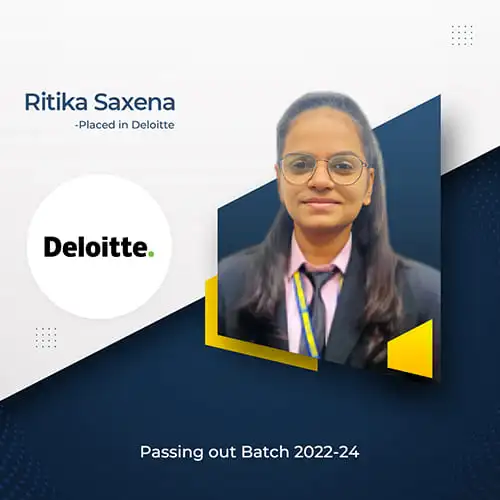 Ritika Saxena
-Placed in Deloitte
Deloitte.
Passing out Batch 2022-24